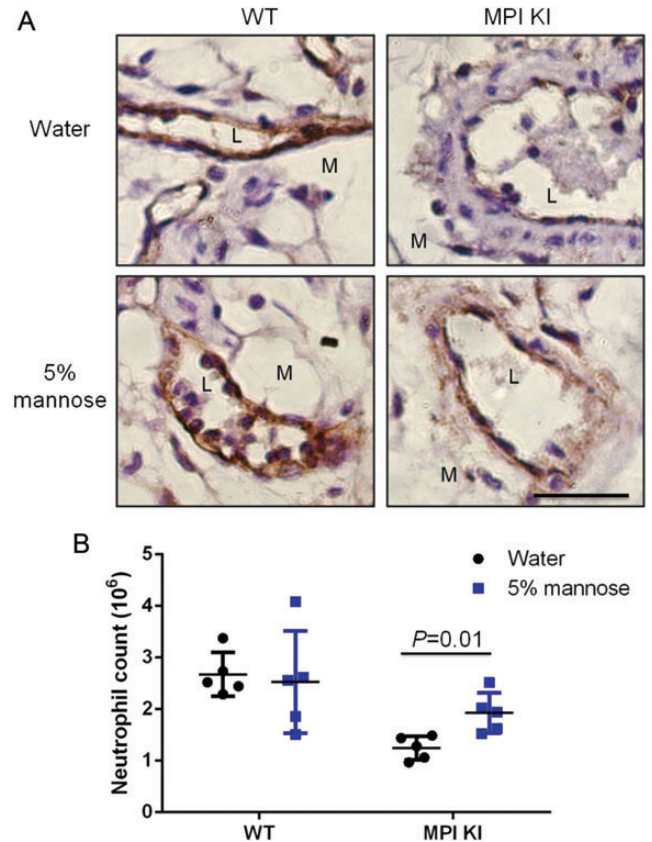 A
WT MPI KI
Water
L
M
L
M
5%
mannose
L
M
L
M
B
Neutrophil count (10⁶)
5
4
3
2
1
0
Water
5% mannose
P=0.01
WT MPI KI